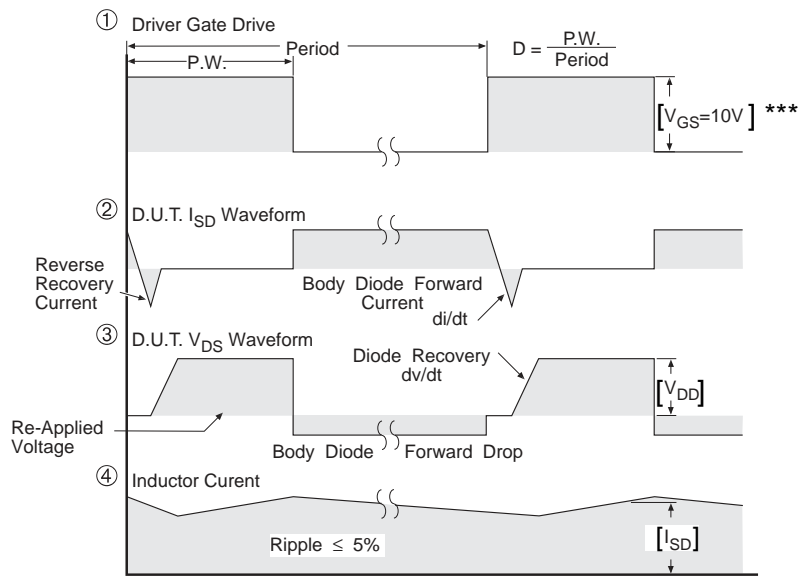 ① Driver Gate Drive
P.W.
Period
D = P.W.
Period
[VGS=10V] ***
② D.U.T. ISD Waveform
Reverse
Recovery
Current
Body Diode Forward
Current
di/dt
③ D.U.T. VDS Waveform
Diode Recovery
dv/dt
[VDD]
Re-Applied
Voltage
Body Diode Forward Drop
④ Inductor Curent
Ripple ≤ 5%
[ISD]